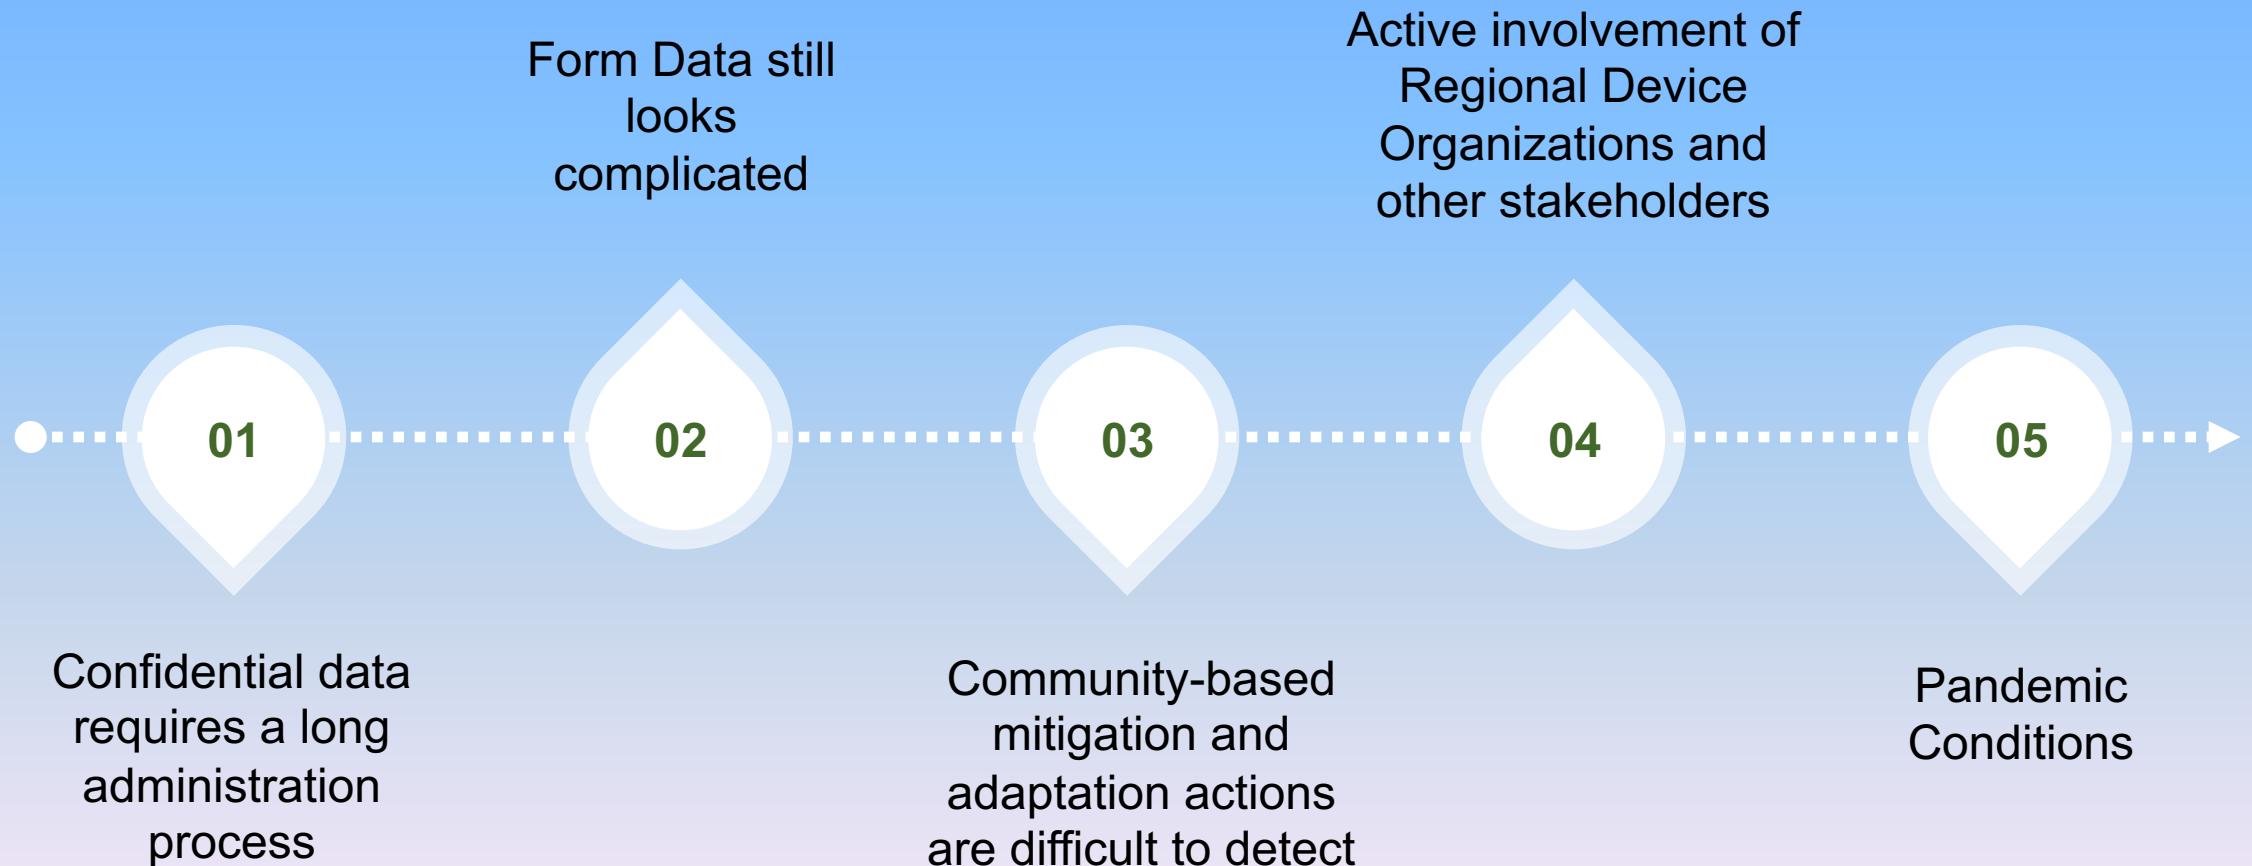 01
Confidential data
requires a long
administration
process
Form Data still
looks
complicated
02
03
Community-based
mitigation and
adaptation actions
are difficult to detect
Active involvement of
Regional Device
Organizations and
other stakeholders
04
05
Pandemic
Conditions